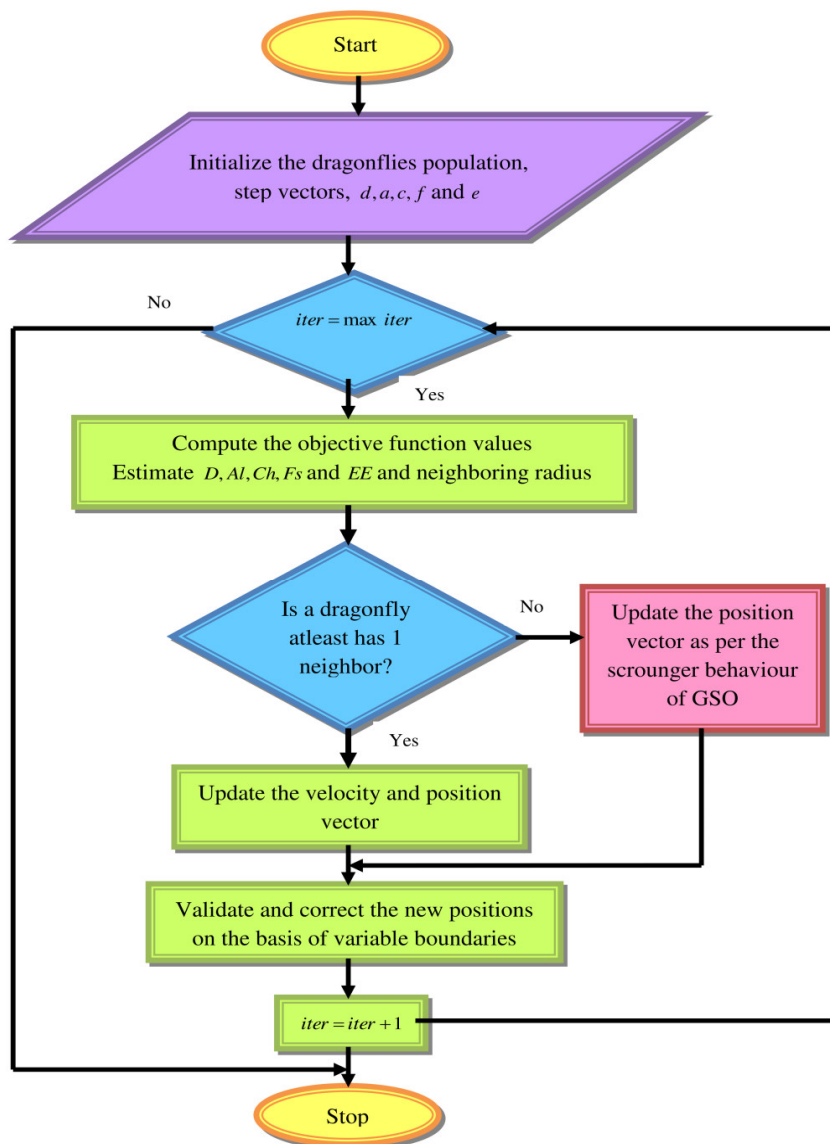 Start
Initialize the dragonflies population,
step vectors, d, a, c, f and e
No
iter = max iter
Yes
Compute the objective function values
Estimate D, Al, Ch, Fs and EE and neighboring radius
Is a dragonfly
atleast has 1
neighbor?
No
Update the position
vector as per the
scrounger behaviour
of GSO
Yes
Update the velocity and position
vector
Validate and correct the new positions
on the basis of variable boundaries
iter = iter + 1
Stop